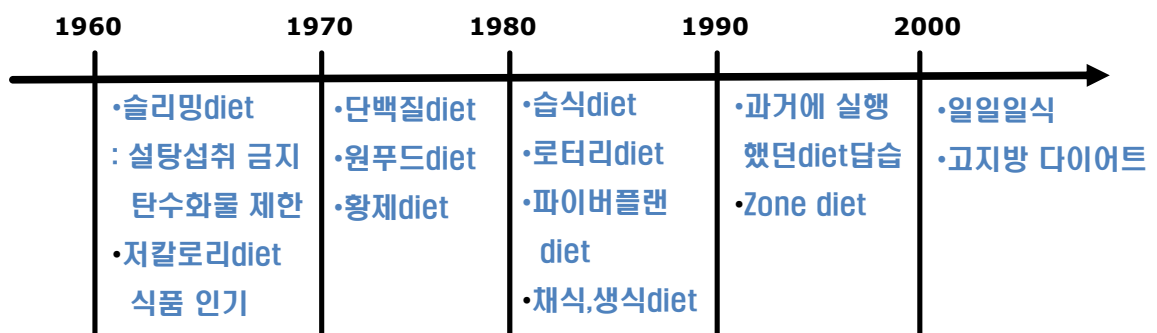 1960 1970 1980 1990 2000
•슬리밍diet
: 설탕섭취 금지
탄수화물 제한
•저칼로리diet
식품 인기
•단백질diet
•원푸드diet
•황제diet
•습식diet
•로터리diet
•파이버플랜
diet
•채식,생식diet
•과거에 실행
했던diet답습
•Zone diet
•일일일식
•고지방 다이어트